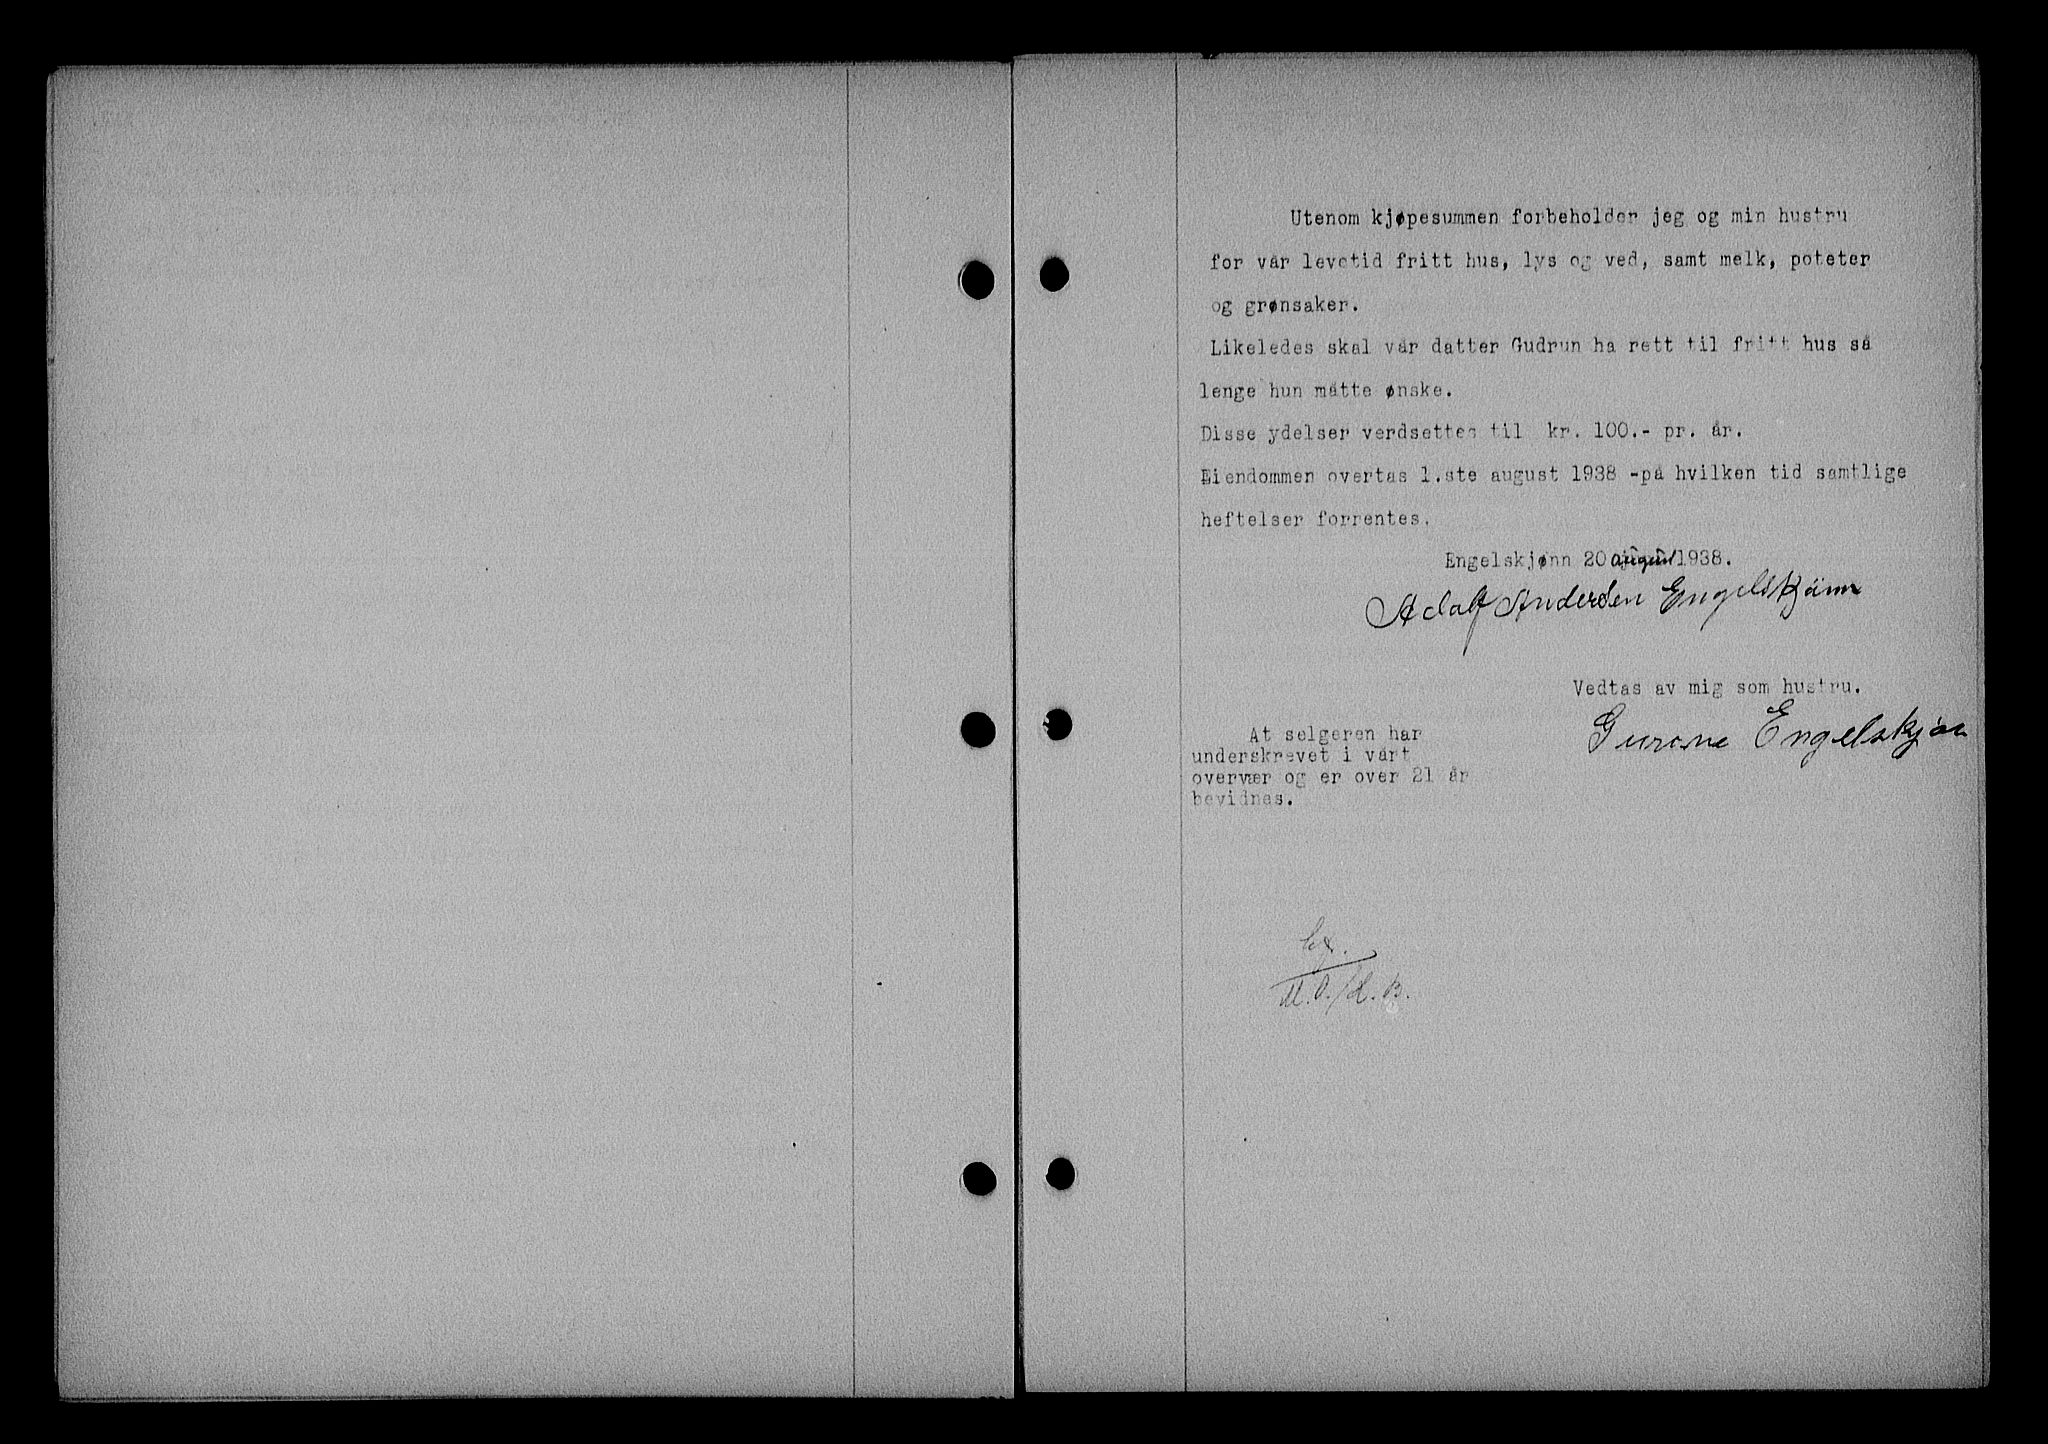 Utenom kjøpesummen forbeholder jeg og min hustru
for vår levetid fritt hus, lys og ved, samt melk, poteter
og grønsaker.
Likeledes skal vår datter Gudrun ha rett til fritt hus så
lenge hun måtte ønske.
Disse ydelser verdsettes til kr. 100.- pr. år.
Eiendommen overtas 1.ste august 1938 -på hvilken tid samtlige
heftelser forrentes.
Engelskjønn 20 august 1938.
Adolf Andersen Engelskjönn
Vedtas av mig som hustru.
Engelskjøn
At selgeren har
underskrevet i vårt
overvær og er over 21 år
bevidnes.
M.O./H.B.